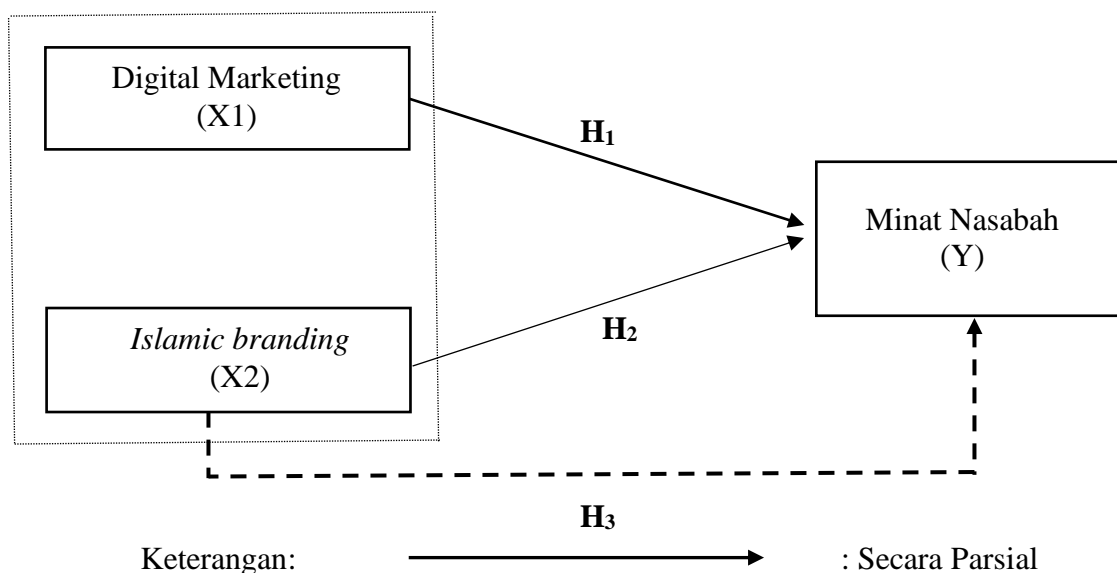 Digital Marketing
(X1)
H₁
Minat Nasabah
(Y)
Islamic branding
(X2)
H₂
H₃
Keterangan: : Secara Parsial